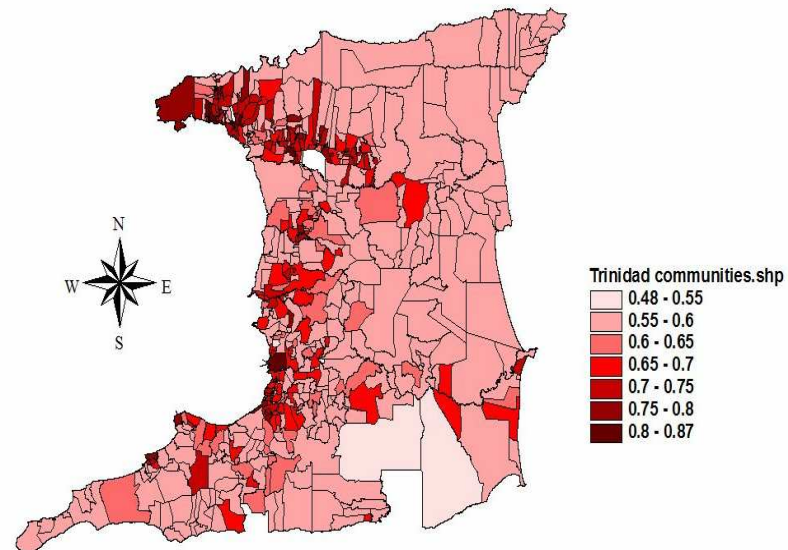 N
W E
S
Trinidad communities.shp
0.48 - 0.55
0.55 - 0.6
0.6 - 0.65
0.65 - 0.7
0.7 - 0.75
0.75 - 0.8
0.8 - 0.87